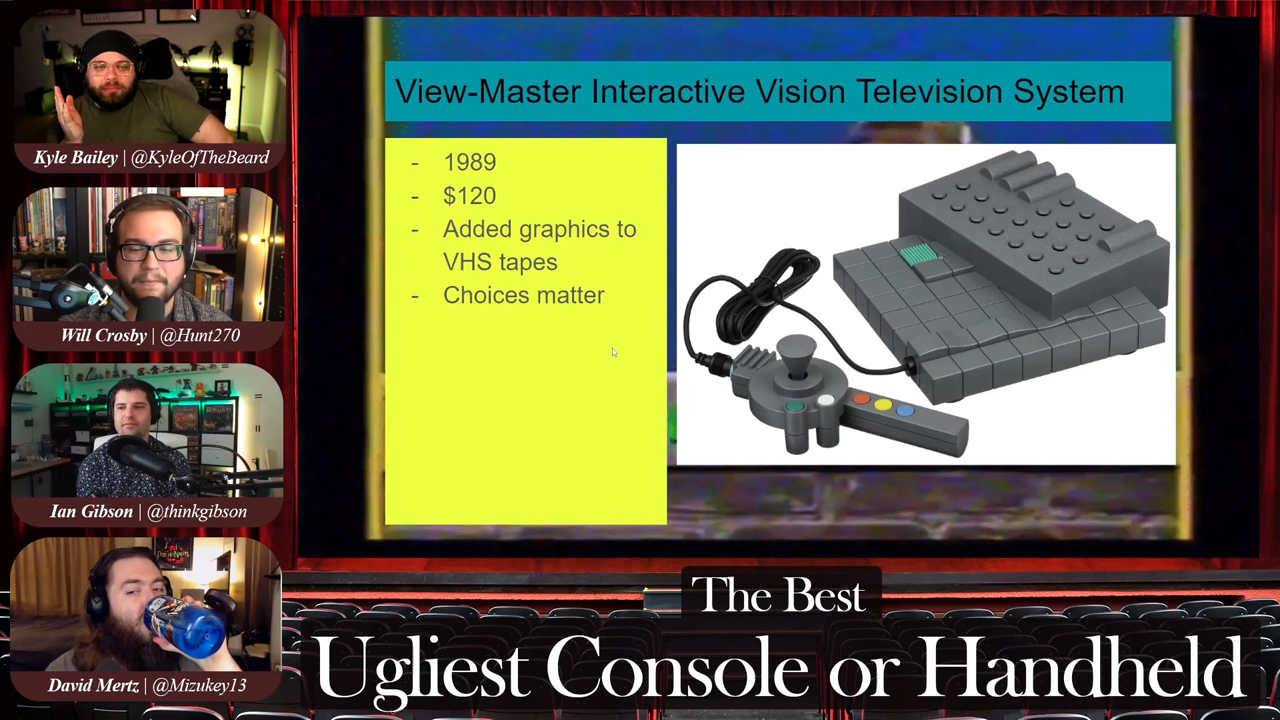 Kyle Bailey | @KyleOfTheBeard
Will Crosby | @Hunt270
Ian Gibson | @thinkgibson
David Mertz | @Mizukey13
View-Master Interactive Vision Television System
- 1989
- $120
- Added graphics to
VHS tapes
- Choices matter
The Best
Ugliest Console or Handheld